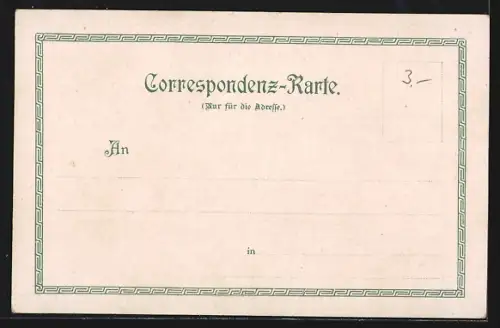 3.–
Correspondenz-Karte.
(Nur für die Adresse.)
An
in